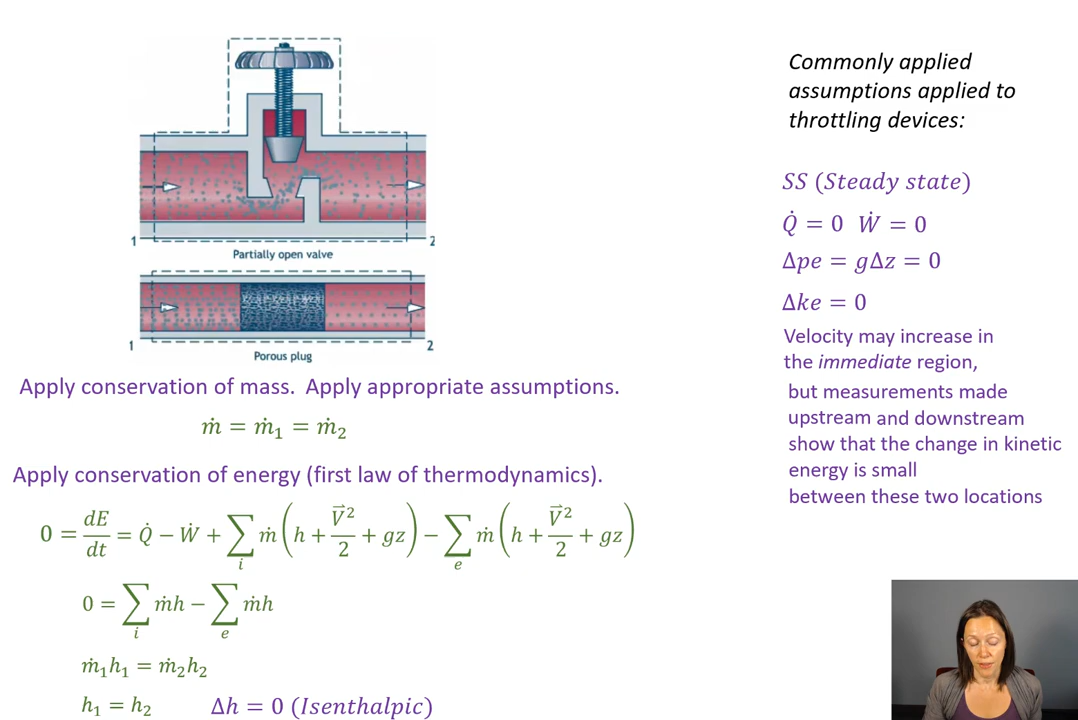 1
2
Partially open valve
1
2
Porous plug
Apply conservation of mass. Apply appropriate assumptions.
ṁ = ṁ₁ = ṁ₂
Apply conservation of energy (first law of thermodynamics).
0 = dE/dt = Q̇ − Ẇ + ∑ᵢ ṁ(h + V⃗²/2 + gz) − ∑ₑ ṁ(h + V⃗²/2 + gz)
0 = ∑ᵢ ṁh − ∑ₑ ṁh
ṁ₁h₁ = ṁ₂h₂
h₁ = h₂ Δh = 0 (Isenthalpic)
Commonly applied
assumptions applied to
throttling devices:
SS (Steady state)
Q̇ = 0 Ẇ = 0
Δpe = gΔz = 0
Δke = 0
Velocity may increase in
the immediate region,
but measurements made
upstream and downstream
show that the change in kinetic
energy is small
between these two locations